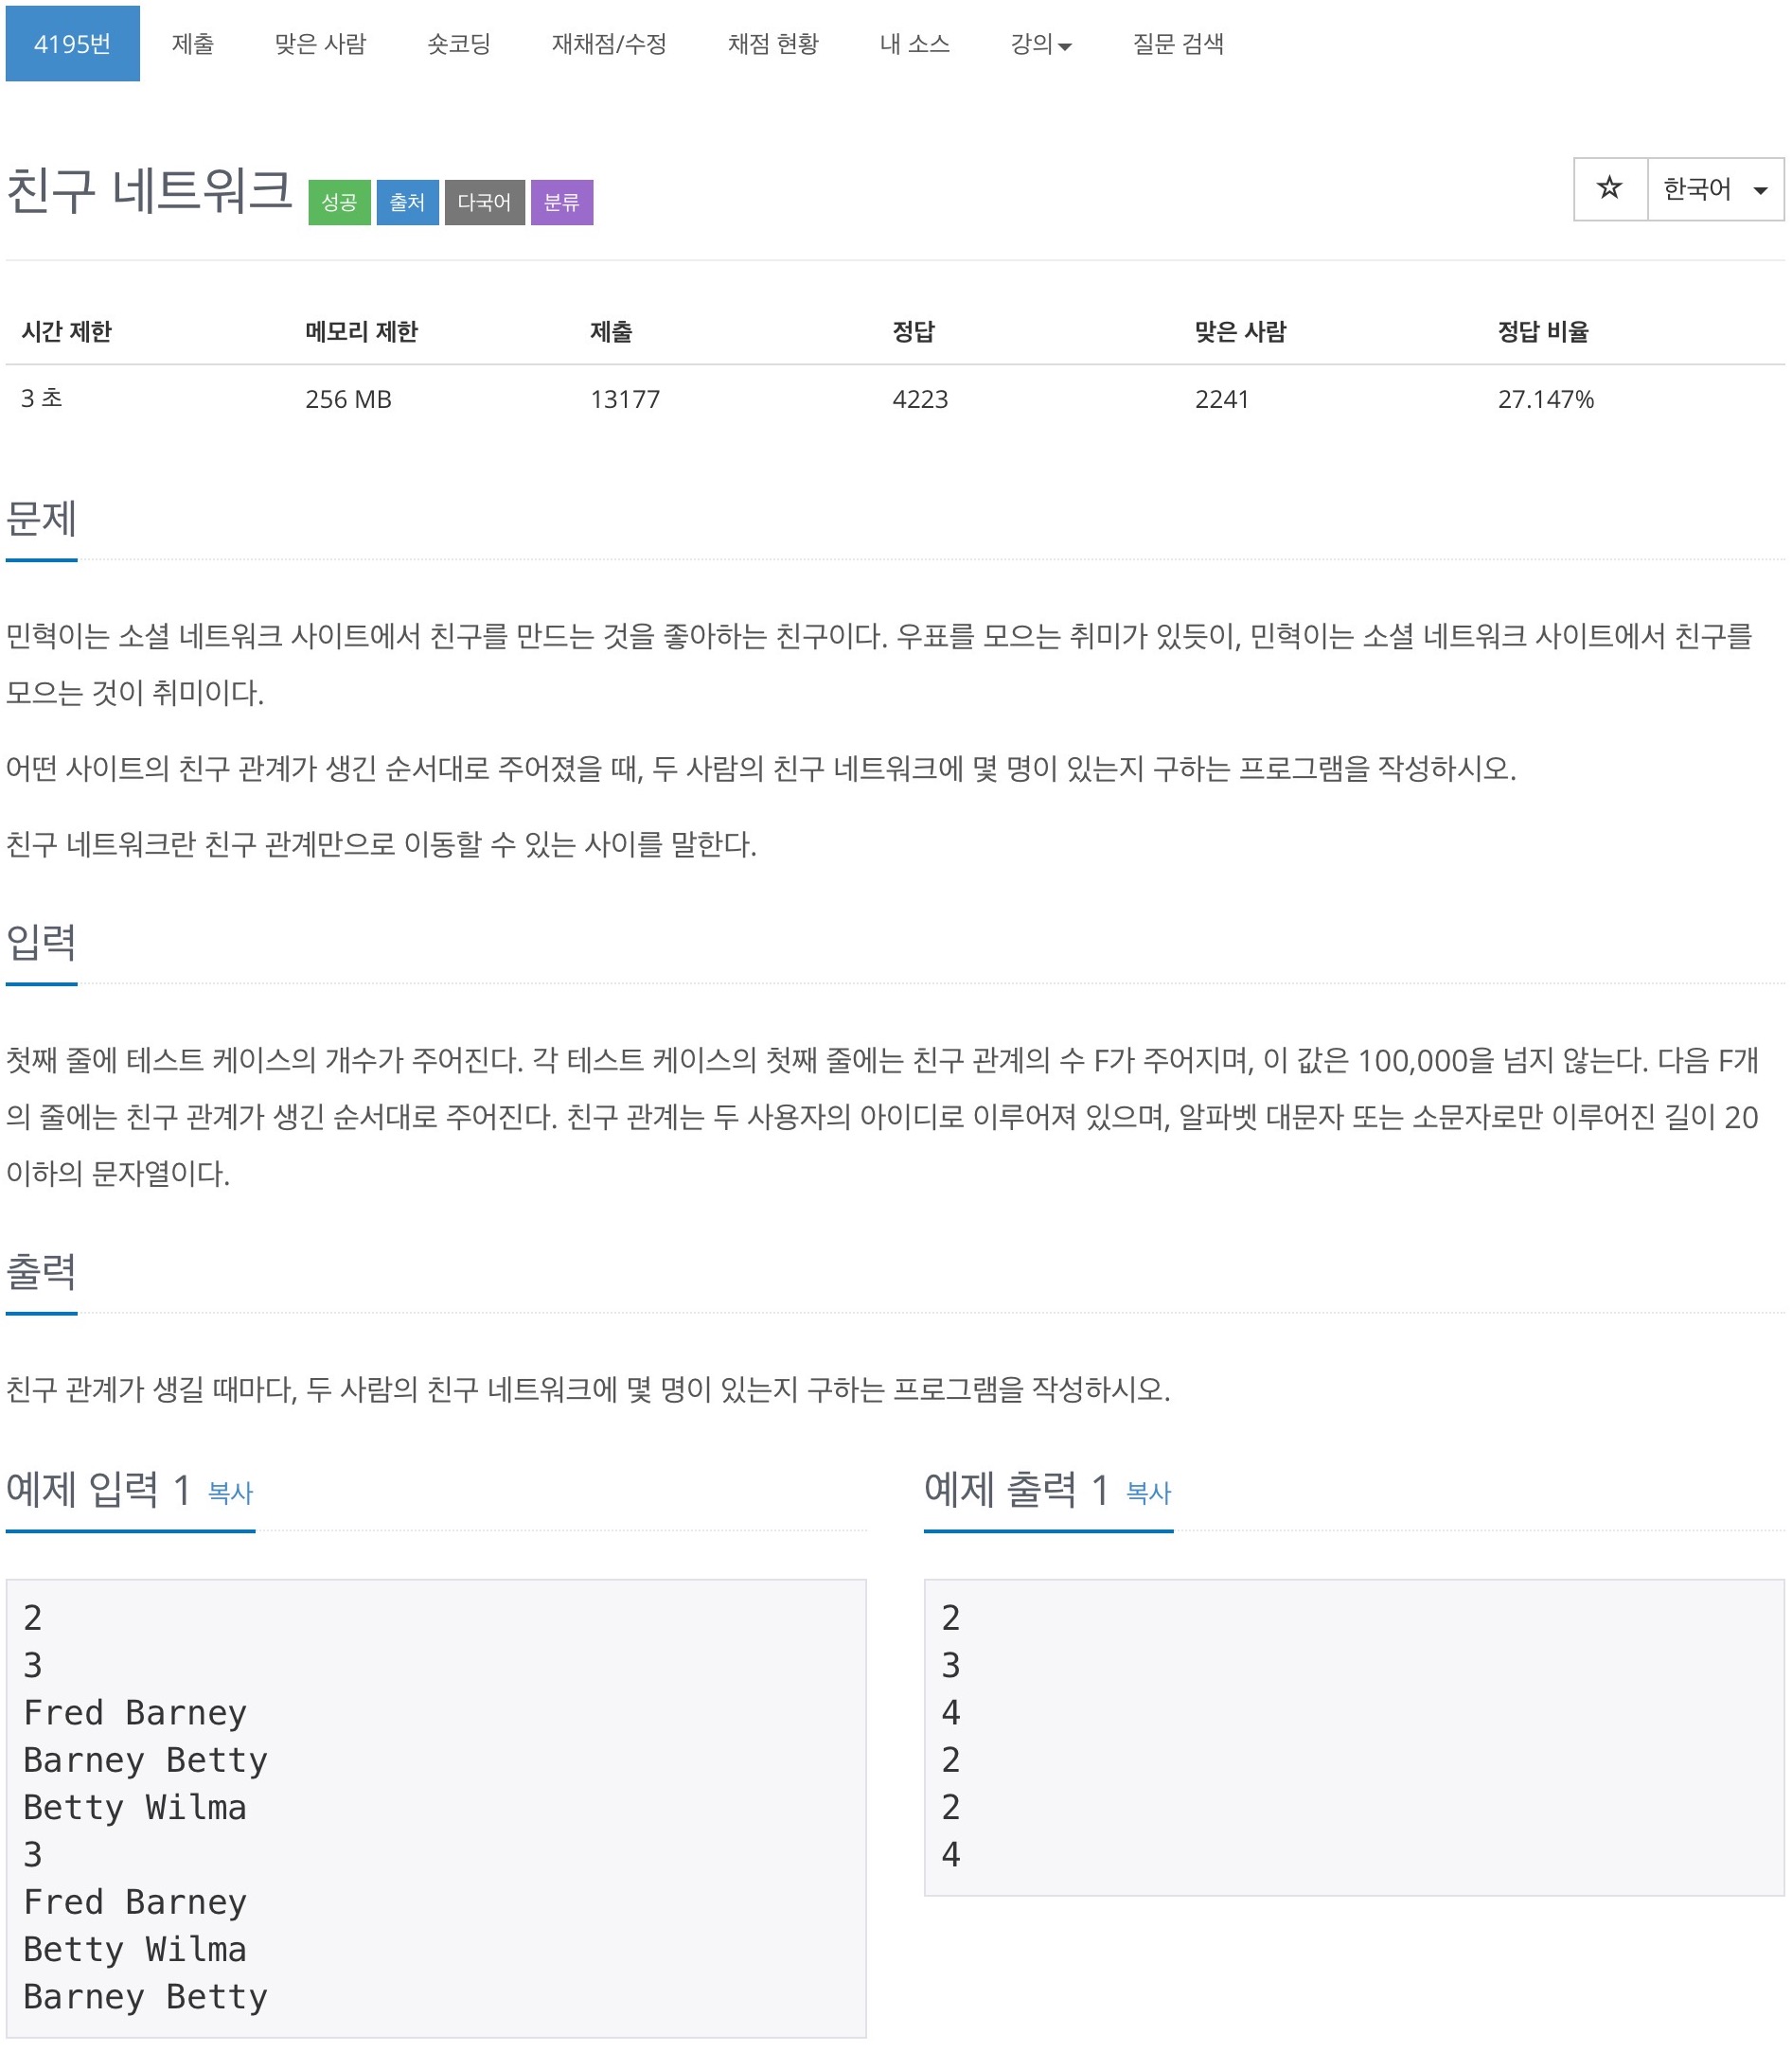 4195번 제출 맞은 사람 숏코딩 재채점/수정 채점 현황 내 소스 강의 질문 검색
친구 네트워크 성공 출처 다국어 분류 한국어
시간 제한 메모리 제한 제출 정답 맞은 사람 정답 비율
3 초 256 MB 13177 4223 2241 27.147%
문제
민혁이는 소셜 네트워크 사이트에서 친구를 만드는 것을 좋아하는 친구이다. 우표를 모으는 취미가 있듯이, 민혁이는 소셜 네트워크 사이트에서 친구를
모으는 것이 취미이다.
어떤 사이트의 친구 관계가 생긴 순서대로 주어졌을 때, 두 사람의 친구 네트워크에 몇 명이 있는지 구하는 프로그램을 작성하시오.
친구 네트워크란 친구 관계만으로 이동할 수 있는 사이를 말한다.
입력
첫째 줄에 테스트 케이스의 개수가 주어진다. 각 테스트 케이스의 첫째 줄에는 친구 관계의 수 F가 주어지며, 이 값은 100,000을 넘지 않는다. 다음 F개
의 줄에는 친구 관계가 생긴 순서대로 주어진다. 친구 관계는 두 사용자의 아이디로 이루어져 있으며, 알파벳 대문자 또는 소문자로만 이루어진 길이 20
이하의 문자열이다.
출력
친구 관계가 생길 때마다, 두 사람의 친구 네트워크에 몇 명이 있는지 구하는 프로그램을 작성하시오.
예제 입력 1 복사
2
3
Fred Barney
Barney Betty
Betty Wilma
3
Fred Barney
Betty Wilma
Barney Betty
예제 출력 1 복사
2
3
4
2
2
4